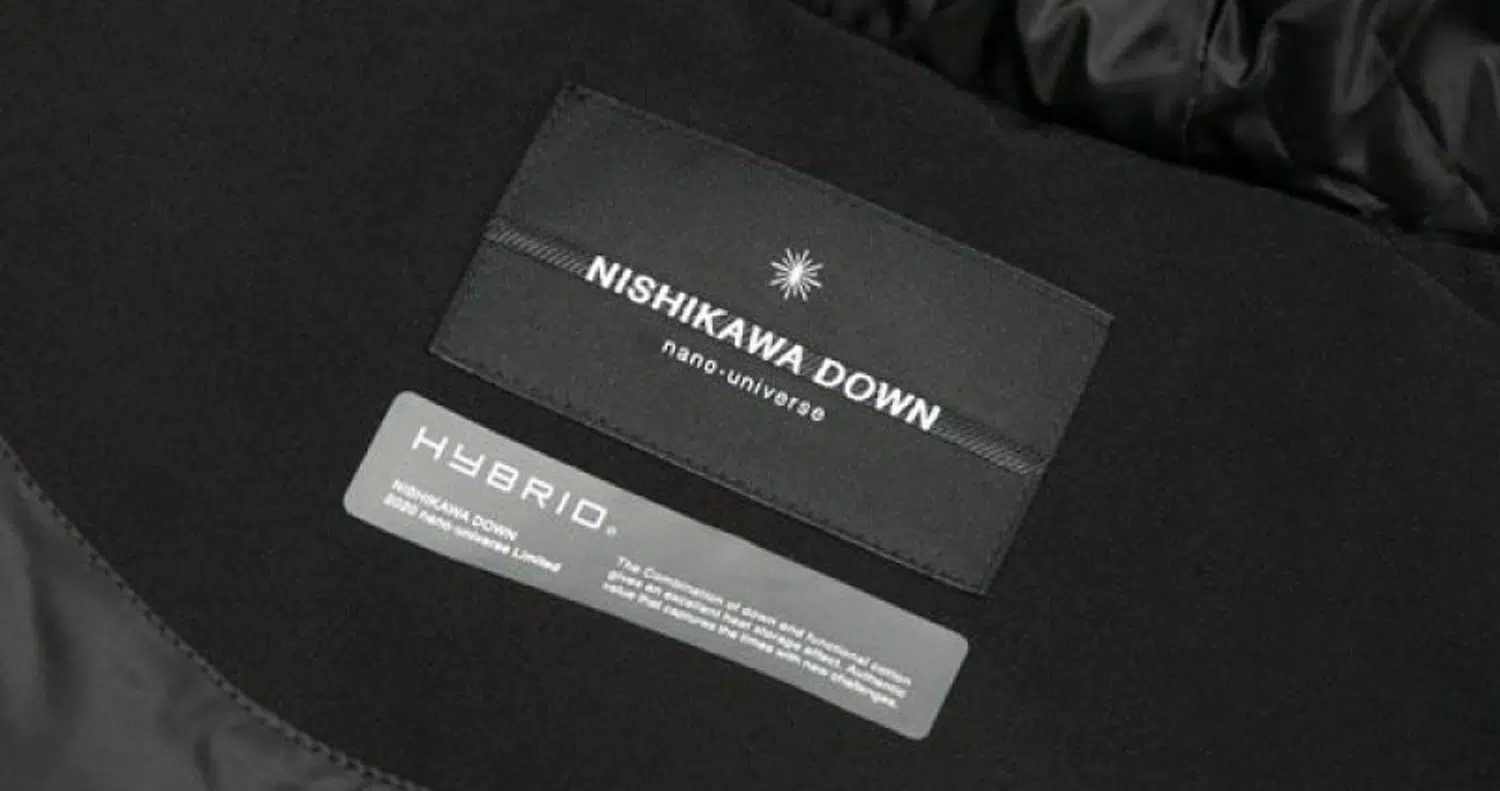 NISHIKAWA DOWN
nano·universe
HYBRID®
NISHIKAWA DOWN
2020 nano·universe Limited
The Combination of down and functional cotton
gives an excellent heat storage effect. Authentic
value that captures the times with new challenges.